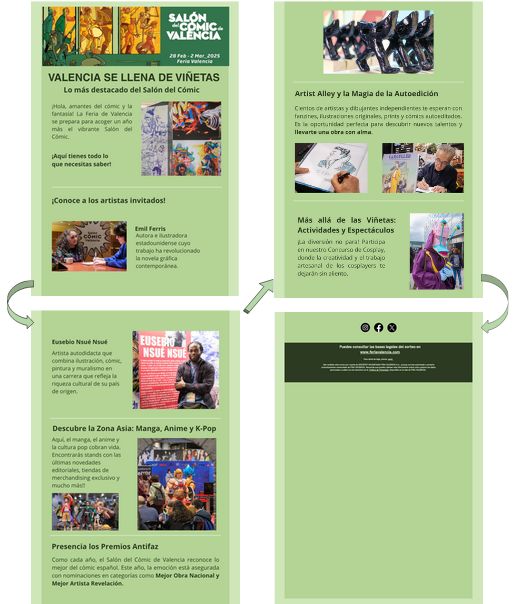 SALÓN
del CÓMIC de
VALENCIA
28 Feb - 2 Mar_2025
Feria Valencia
VALENCIA SE LLENA DE VIÑETAS
Lo más destacado del Salón del Cómic
¡Hola, amantes del cómic y la
fantasía! La Feria de Valencia
se prepara para acoger un año
más el vibrante Salón del
Cómic.
¡Aquí tienes todo lo
que necesitas saber!
¡Conoce a los artistas invitados!
Emil Ferris
Autora e ilustradora
estadounidense cuyo
trabajo ha revolucionado
la novela gráfica
contemporánea.
Eusebio Nsué Nsué
Artista autodidacta que
combina ilustración, cómic,
pintura y muralismo en
una carrera que refleja la
riqueza cultural de su país
de origen.
EUSEBIO
NSUÉ NSUÉ
Descubre la Zona Asia: Manga, Anime y K-Pop
Aquí, el manga, el anime y
la cultura pop cobran vida.
Encontrarás stands con las
últimas novedades
editoriales, tiendas de
merchandising exclusivo y
mucho más!!
Presencia los Premios Antifaz
Como cada año, el Salón del Cómic de Valencia reconoce lo
mejor del cómic español. Este año, la emoción está asegurada
con nominaciones en categorías como Mejor Obra Nacional y
Mejor Artista Revelación.
Artist Alley y la Magia de la Autoedición
Cientos de artistas y dibujantes independientes te esperan con
fanzines, ilustraciones originales, prints y cómics autoeditados.
Es la oportunidad perfecta para descubrir nuevos talentos y
llevarte una obra con alma.
Más allá de las Viñetas:
Actividades y Espectáculos
¡La diversión no para! Participa
en nuestro Concurso de Cosplay,
donde la creatividad y el trabajo
artesanal de los cosplayers te
dejarán sin aliento.
Puedes consultar las bases legales del sorteo en
www.feriavalencia.com